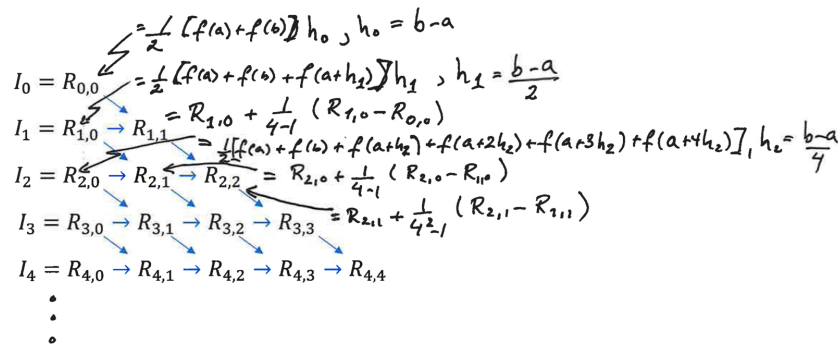 = 1/2 [f(a) + f(b)] h₀ , h₀ = b-a
I₀ = R₀,₀ = 1/2 [f(a) + f(b) + f(a+h₁)] h₁ , h₁ = (b-a)/2
= R₁,₀ + 1/(4-1) (R₁,₀ - R₀,₀)
I₁ = R₁,₀ → R₁,₁
= 1/2 [f(a) + f(b) + f(a+h₂) + f(a+2h₂) + f(a+3h₂) + f(a+4h₂)], h₂ = (b-a)/4
I₂ = R₂,₀ → R₂,₁ → R₂,₂ = R₂,₀ + 1/(4-1) (R₂,₀ - R₁,₀)
= R₂,₁ + 1/(4²-1) (R₂,₁ - R₁,₁)
I₃ = R₃,₀ → R₃,₁ → R₃,₂ → R₃,₃
I₄ = R₄,₀ → R₄,₁ → R₄,₂ → R₄,₃ → R₄,₄